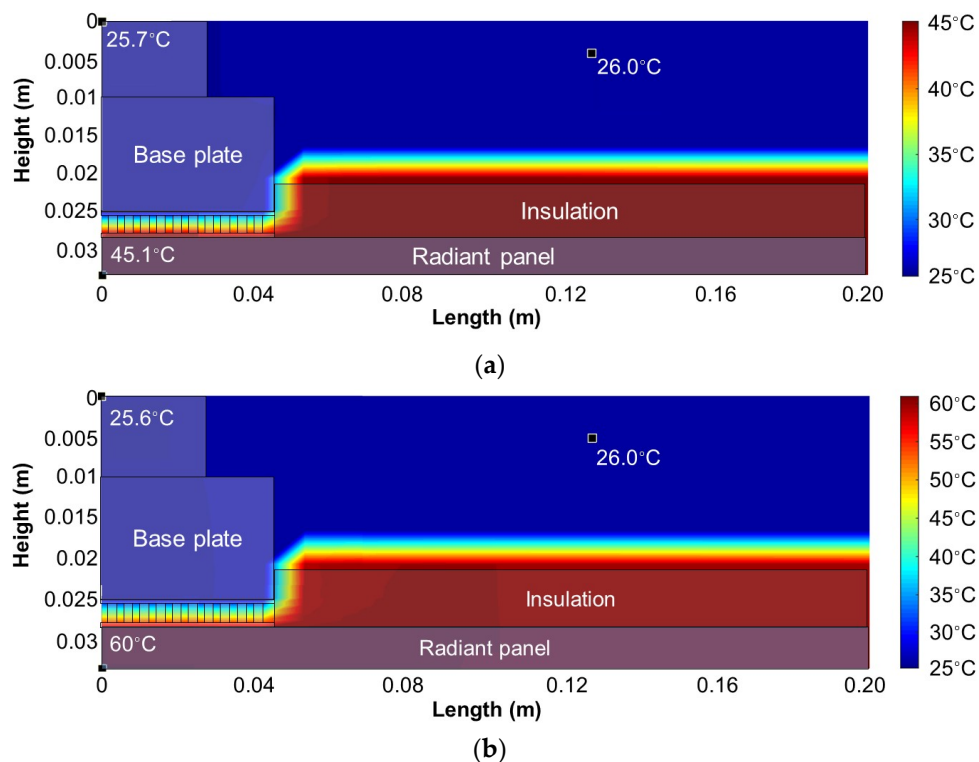 (a)
0
0.005
0.01
0.015
0.02
0.025
0.03
Height (m)
25.7°C
26.0°C
Base plate
Insulation
45.1°C
Radiant panel
0
0.04
0.08
0.12
0.16
0.20
Length (m)
45°C
40°C
35°C
30°C
25°C
(a)
0
0.005
0.01
0.015
0.02
0.025
0.03
Height (m)
25.6°C
26.0°C
Base plate
Insulation
60°C
Radiant panel
0
0.04
0.08
0.12
0.16
0.20
Length (m)
60°C
55°C
50°C
45°C
40°C
35°C
30°C
25°C
(b)